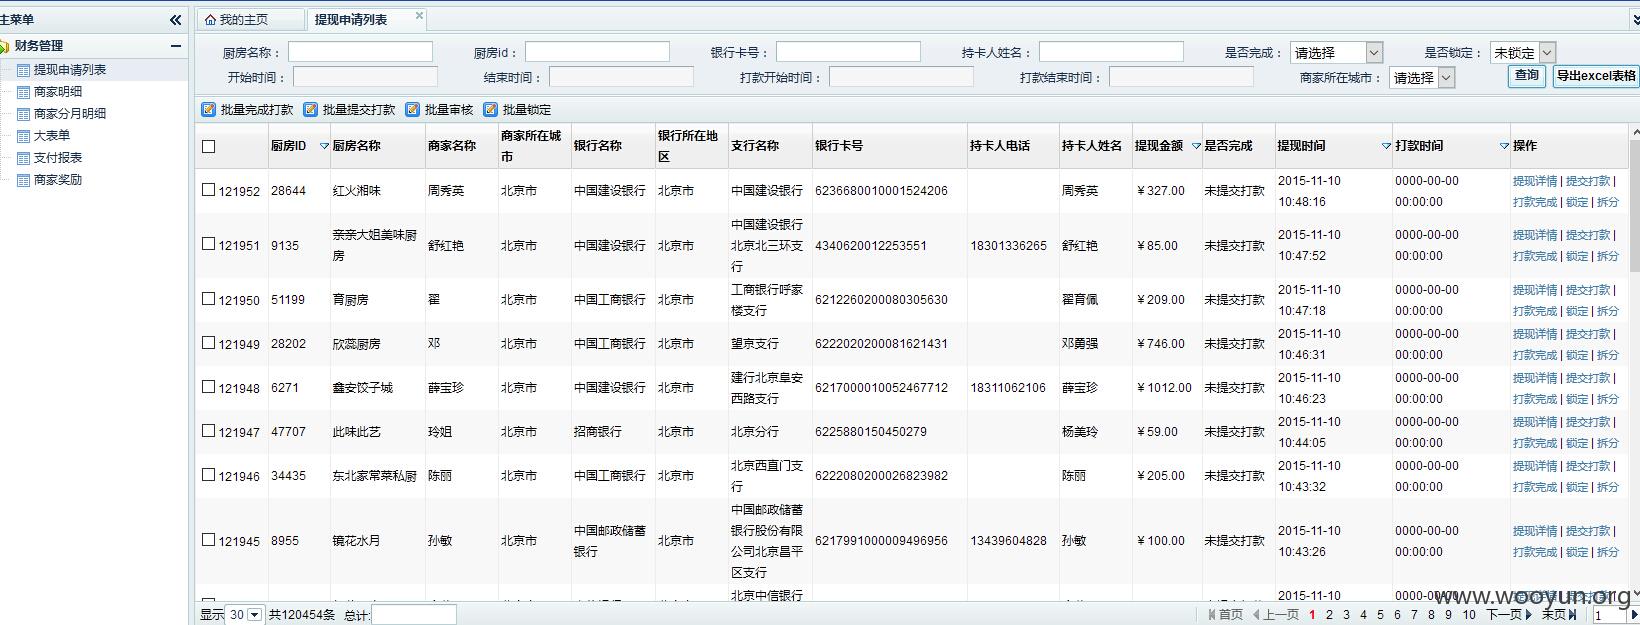 主菜单
财务管理
提现申请列表
商家明细
商家分月明细
大表单
支付报表
商家奖励
我的主页 提现申请列表
厨房名称： 厨房id： 银行卡号： 持卡人姓名： 是否完成： 请选择 是否锁定： 未锁定
开始时间： 结束时间： 打款开始时间： 打款结束时间： 商家所在城市： 请选择 查询 导出excel表格
批量完成打款 批量提交打款 批量审核 批量锁定
厨房ID 厨房名称 商家名称 商家所在城市 银行名称 银行所在地区 支行名称 银行卡号 持卡人电话 持卡人姓名 提现金额 是否完成 提现时间 打款时间 操作
121952 28644 红火湘味 周秀英 北京市 中国建设银行 北京市 中国建设银行 6236680010001524206 周秀英 ￥327.00 未提交打款 2015-11-10 10:48:16 0000-00-00 00:00:00 提现详情 | 提交打款 | 打款完成 | 锁定 | 拆分
121951 9135 亲亲大姐美味厨房 舒红艳 北京市 中国建设银行 北京市 中国建设银行北京北三环支行 4340620012253551 18301336265 舒红艳 ￥85.00 未提交打款 2015-11-10 10:47:52 0000-00-00 00:00:00 提现详情 | 提交打款 | 打款完成 | 锁定 | 拆分
121950 51199 育厨房 翟 北京市 中国工商银行 北京市 工商银行呼家楼支行 6212260200080305630 翟育佩 ￥209.00 未提交打款 2015-11-10 10:47:18 0000-00-00 00:00:00 提现详情 | 提交打款 | 打款完成 | 锁定 | 拆分
121949 28202 欣蕊厨房 邓 北京市 中国工商银行 北京市 望京支行 6222020200081621431 邓勇强 ￥746.00 未提交打款 2015-11-10 10:46:31 0000-00-00 00:00:00 提现详情 | 提交打款 | 打款完成 | 锁定 | 拆分
121948 6271 鑫安饺子城 薛宝珍 北京市 中国建设银行 北京市 建行北京阜安西路支行 6217000010052467712 18311062106 薛宝珍 ￥1012.00 未提交打款 2015-11-10 10:46:23 0000-00-00 00:00:00 提现详情 | 提交打款 | 打款完成 | 锁定 | 拆分
121947 47707 此味此艺 玲姐 北京市 招商银行 北京市 北京分行 6225880150450279 杨美玲 ￥59.00 未提交打款 2015-11-10 10:44:05 0000-00-00 00:00:00 提现详情 | 提交打款 | 打款完成 | 锁定 | 拆分
121946 34435 东北家常菜私厨 陈丽 北京市 中国工商银行 北京市 北京西直门支行 6222080200026823982 陈丽 ￥205.00 未提交打款 2015-11-10 10:43:32 0000-00-00 00:00:00 提现详情 | 提交打款 | 打款完成 | 锁定 | 拆分
121945 8955 镜花水月 孙敏 北京市 中国邮政储蓄银行 北京市 中国邮政储蓄银行股份有限公司北京昌平区支行 6217991000009496956 13439604828 孙敏 ￥100.00 未提交打款 2015-11-10 10:43:26 0000-00-00 00:00:00 提现详情 | 提交打款 | 打款完成 | 锁定 | 拆分
北京中信银行 2015-11-10 0000-00-00
www.wooyun.org
显示 30 共120454条 总计: 首页 上一页 1 2 3 4 5 6 7 8 9 10 下一页 末页 1